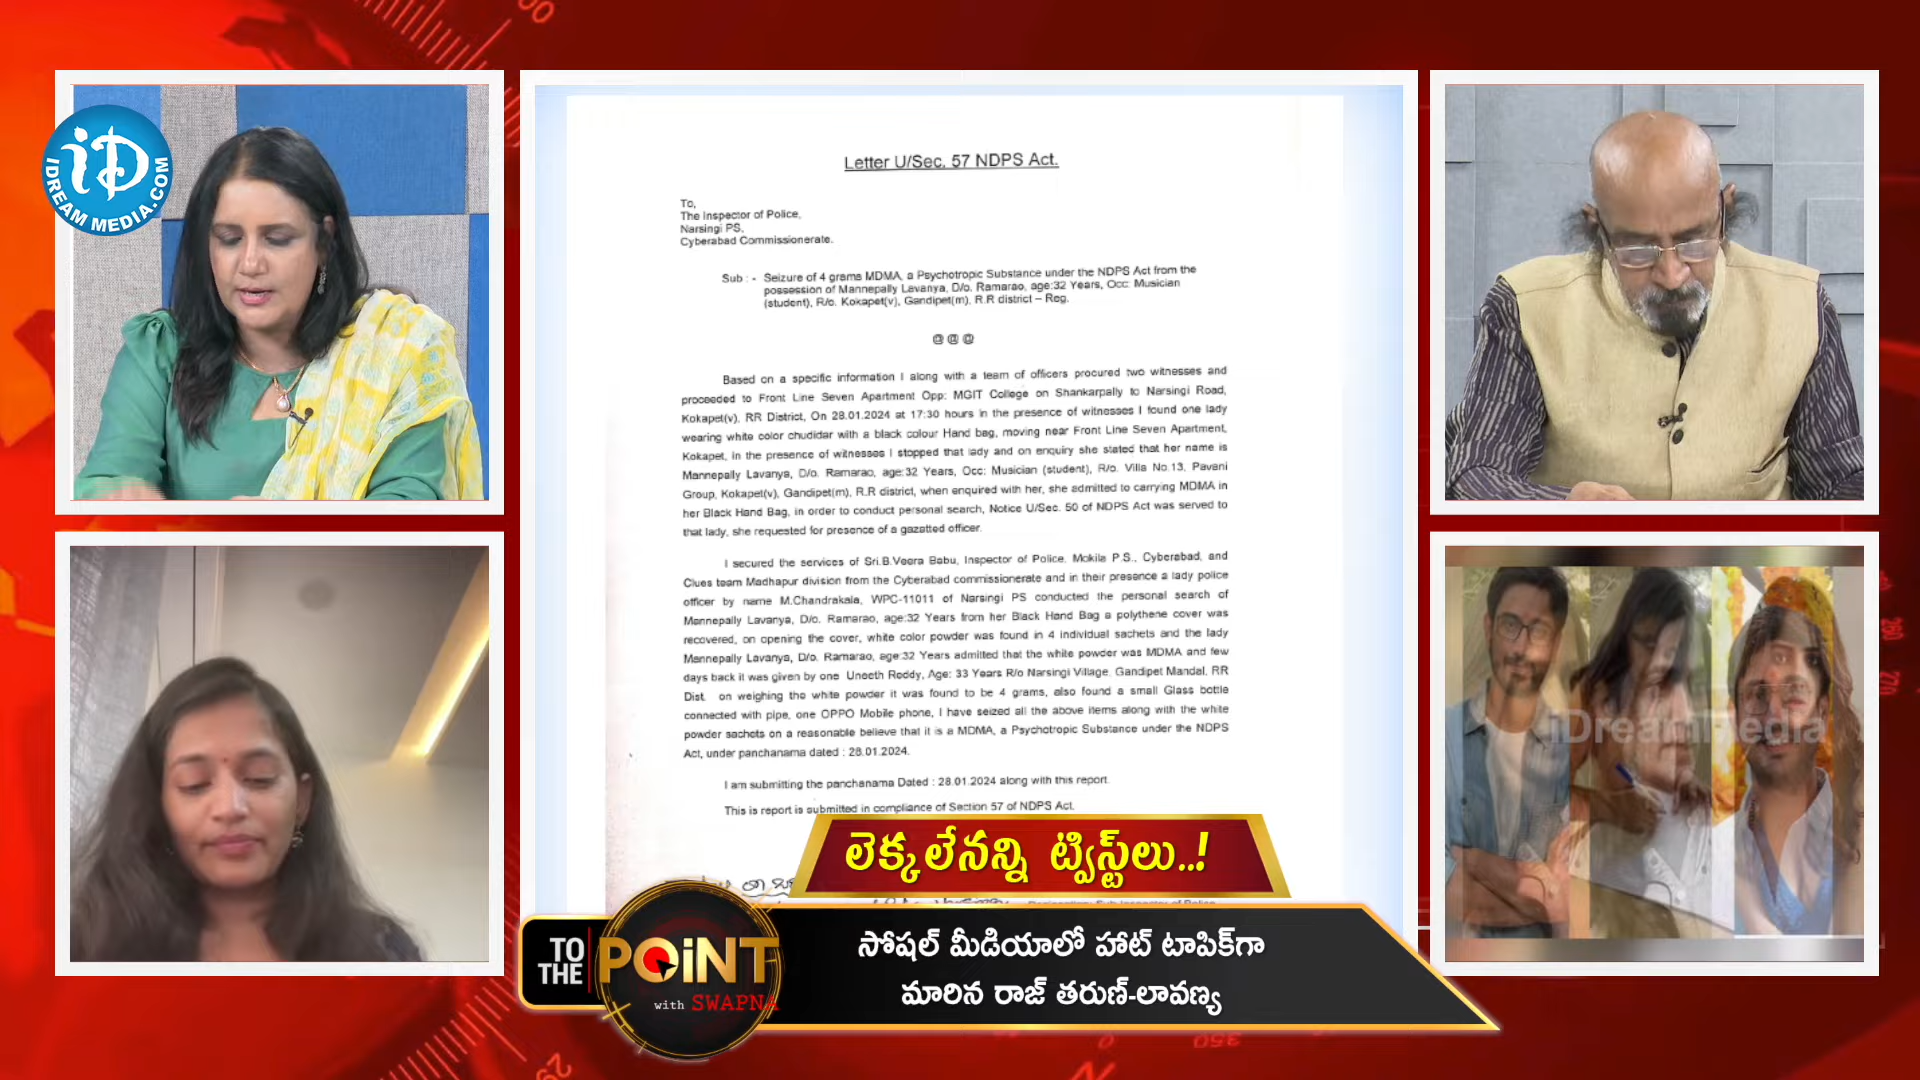 iD
IDREAM MEDIA.COM
Letter U/Sec. 57 NDPS Act.
To,
The Inspector of Police,
Narsingi PS,
Cyberabad Commissionerate.
Sub : - Seizure of 4 grams MDMA, a Psychotropic Substance under the NDPS Act from the
possession of Mannepally Lavanya, D/o. Ramarao, age:32 Years, Occ: Musician
(student), R/o. Kokapet(v), Gandipet(m), R.R district – Reg.
@@@
Based on a specific information I along with a team of officers procured two witnesses and
proceeded to Front Line Seven Apartment Opp: MGIT College on Shankarpally to Narsingi Road,
Kokapet(v), RR District, On 28.01.2024 at 17:30 hours in the presence of witnesses I found one lady
wearing white color chudidar with a black colour Hand bag, moving near Front Line Seven Apartment,
Kokapet, in the presence of witnesses I stopped that lady and on enquiry she stated that her name is
Mannepally Lavanya, D/o. Ramarao, age:32 Years, Occ: Musician (student), R/o. Villa No.13, Pavani
Group, Kokapet(v), Gandipet(m), R.R district, when enquired with her, she admitted to carrying MDMA in
her Black Hand Bag, in order to conduct personal search, Notice U/Sec. 50 of NDPS Act was served to
that lady, she requested for presence of a gazatted officer.
I secured the services of Sri.B.Veera Babu, Inspector of Police, Mokila P.S., Cyberabad, and
Clues team Madhapur division from the Cyberabad commissionerate and in their presence a lady police
officer by name M.Chandrakala, WPC-11011 of Narsingi PS conducted the personal search of
Mannepally Lavanya, D/o. Ramarao, age:32 Years from her Black Hand Bag a polythene cover was
recovered, on opening the cover, white color powder was found in 4 individual sachets and the lady
Mannepally Lavanya, D/o. Ramarao, age:32 Years admitted that the white powder was MDMA and few
days back it was given by one Uneeth Reddy, Age: 33 Years R/o Narsingi Village, Gandipet Mandal, RR
Dist. on weighing the white powder it was found to be 4 grams, also found a small Glass bottle
connected with pipe, one OPPO Mobile phone, I have seized all the above items along with the white
powder sachets on a reasonable believe that it is a MDMA, a Psychotropic Substance under the NDPS
Act, under panchanama dated : 28.01.2024.
I am submitting the panchanama Dated : 28.01.2024 along with this report.
This is report is submitted in compliance of Section 57 of NDPS Act.
iDreamMedia
లెక్కలేనన్ని ట్విస్ట్‌లు..!
TO THE POiNT
with SWAPNA
సోషల్ మీడియాలో హాట్ టాపిక్‌గా
మారిన రాజ్ తరుణ్-లావణ్య